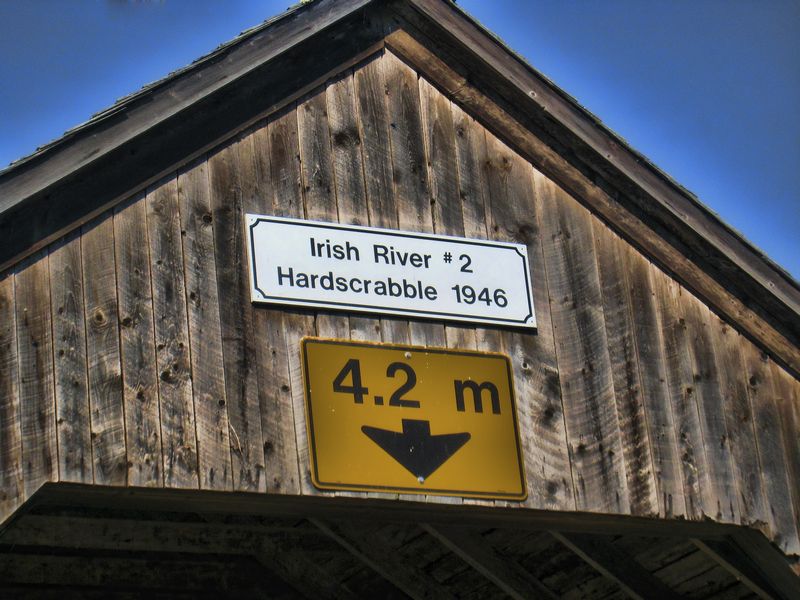 Irish River #2
Hardscrabble 1946
4.2 m